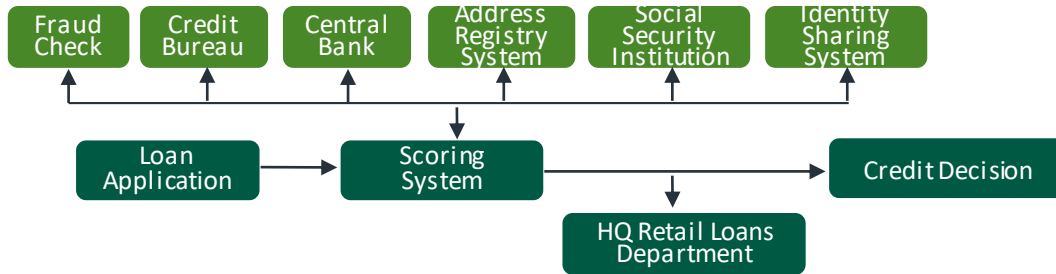 Fraud
Check
Credit
Bureau
Central
Bank
Address
Registry
System
Social
Security
Institution
Identity
Sharing
System
Loan
Application
Scoring
System
Credit Decision
HQ Retail Loans
Department